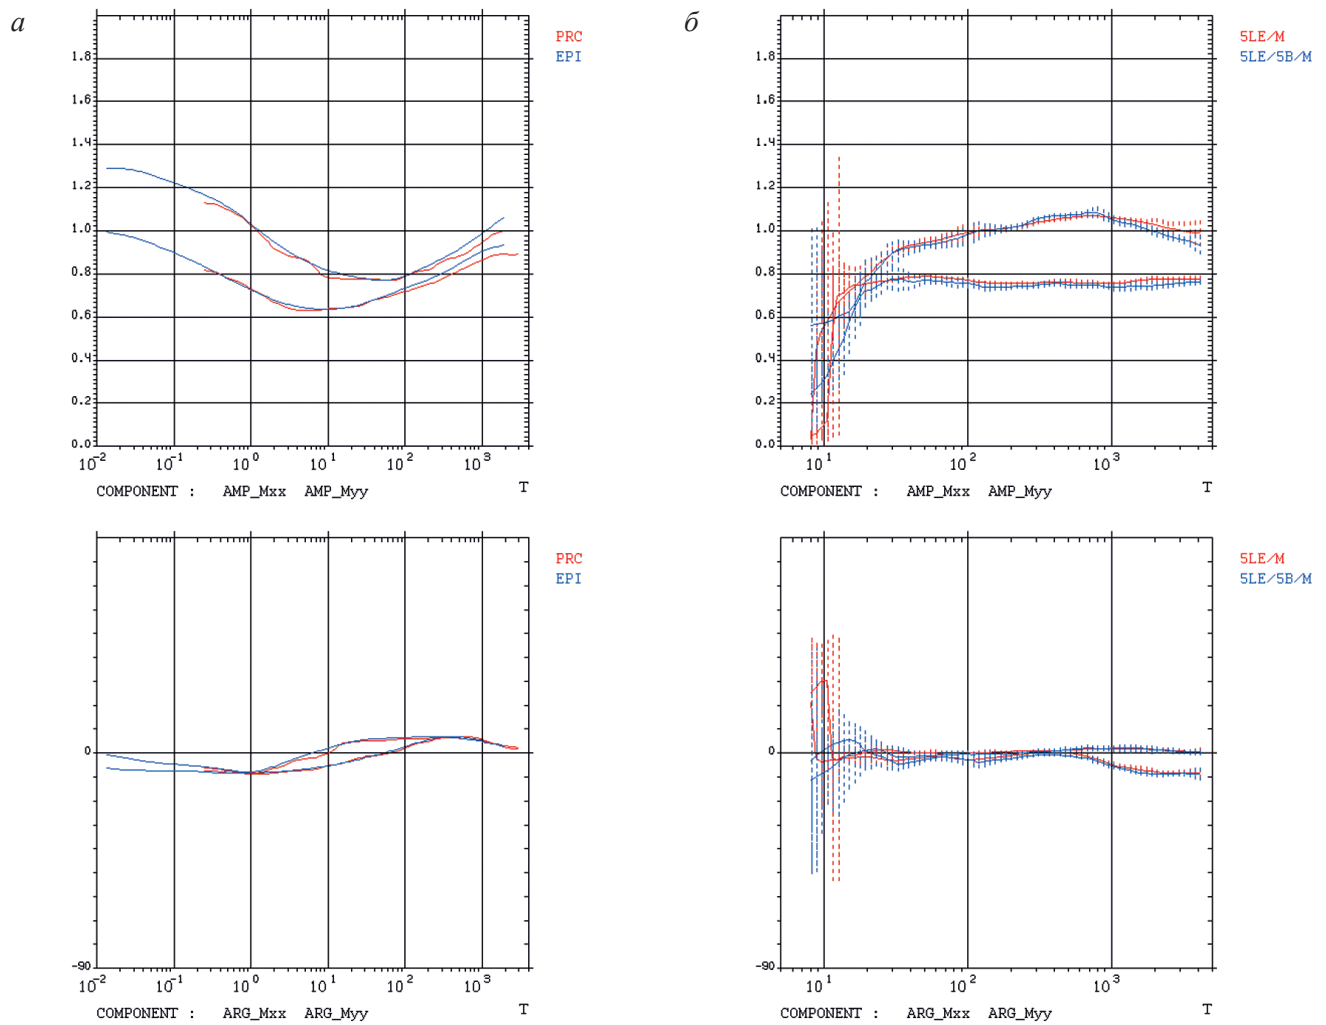 а
PRC
EPI
1.8
1.6
1.4
1.2
1.0
0.8
0.6
0.4
0.2
0.0
10⁻² 10⁻¹ 10⁰ 10¹ 10² 10³
T
COMPONENT : AMP_Mxx AMP_Myy
б
5LE/M
5LE/5B/M
1.8
1.6
1.4
1.2
1.0
0.8
0.6
0.4
0.2
0.0
10¹ 10² 10³
T
COMPONENT : AMP_Mxx AMP_Myy
PRC
EPI
0
-90
10⁻² 10⁻¹ 10⁰ 10¹ 10² 10³
T
COMPONENT : ARG_Mxx ARG_Myy
5LE/M
5LE/5B/M
0
-90
10¹ 10² 10³
T
COMPONENT : ARG_Mxx ARG_Myy